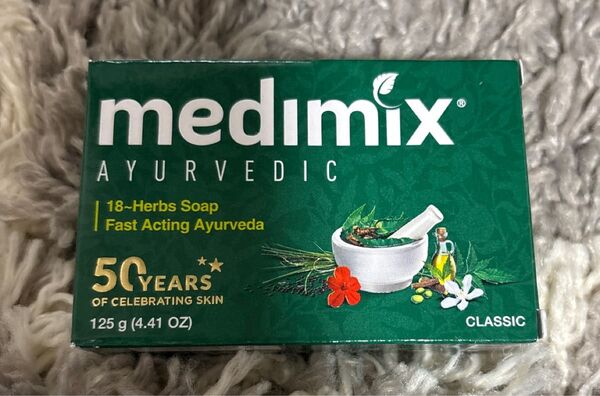 medimix®
AYURVEDIC
18~Herbs Soap
Fast Acting Ayurveda
50 YEARS
OF CELEBRATING SKIN
125 g (4.41 OZ)
CLASSIC